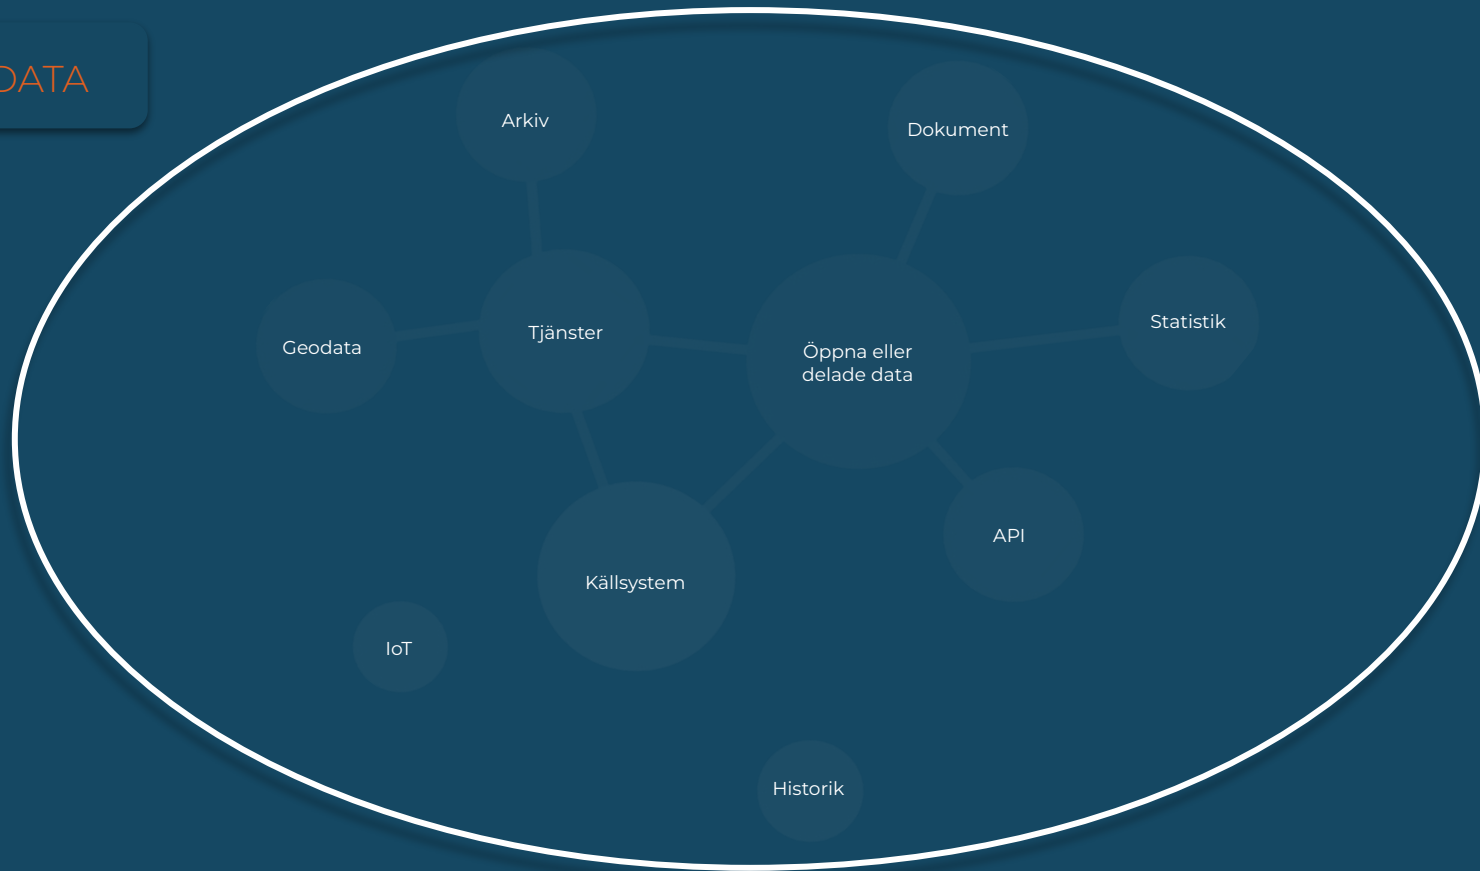 DATA
Arkiv
Dokument
Statistik
Tjänster
Geodata
Öppna eller
delade data
API
Källsystem
IoT
Historik